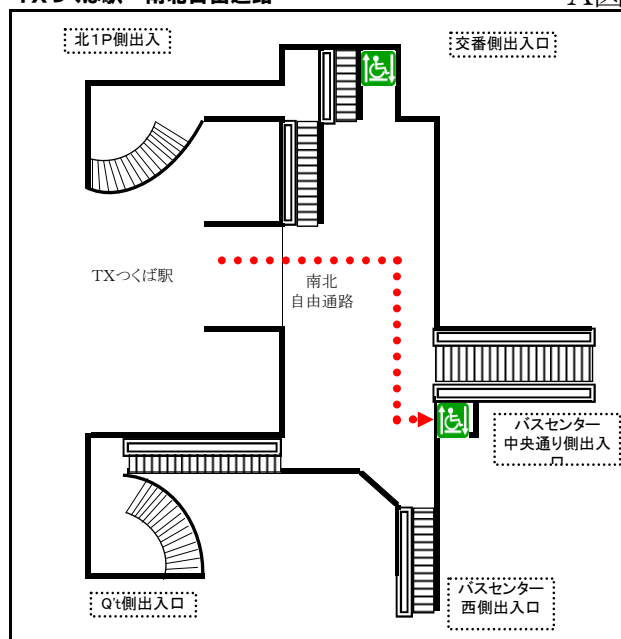 北1P側出入
交番側出入口
TXつくば駅
南北
自由通路
バスセンター
中央通り側出入
Q't側出入口
バスセンター
西側出入口